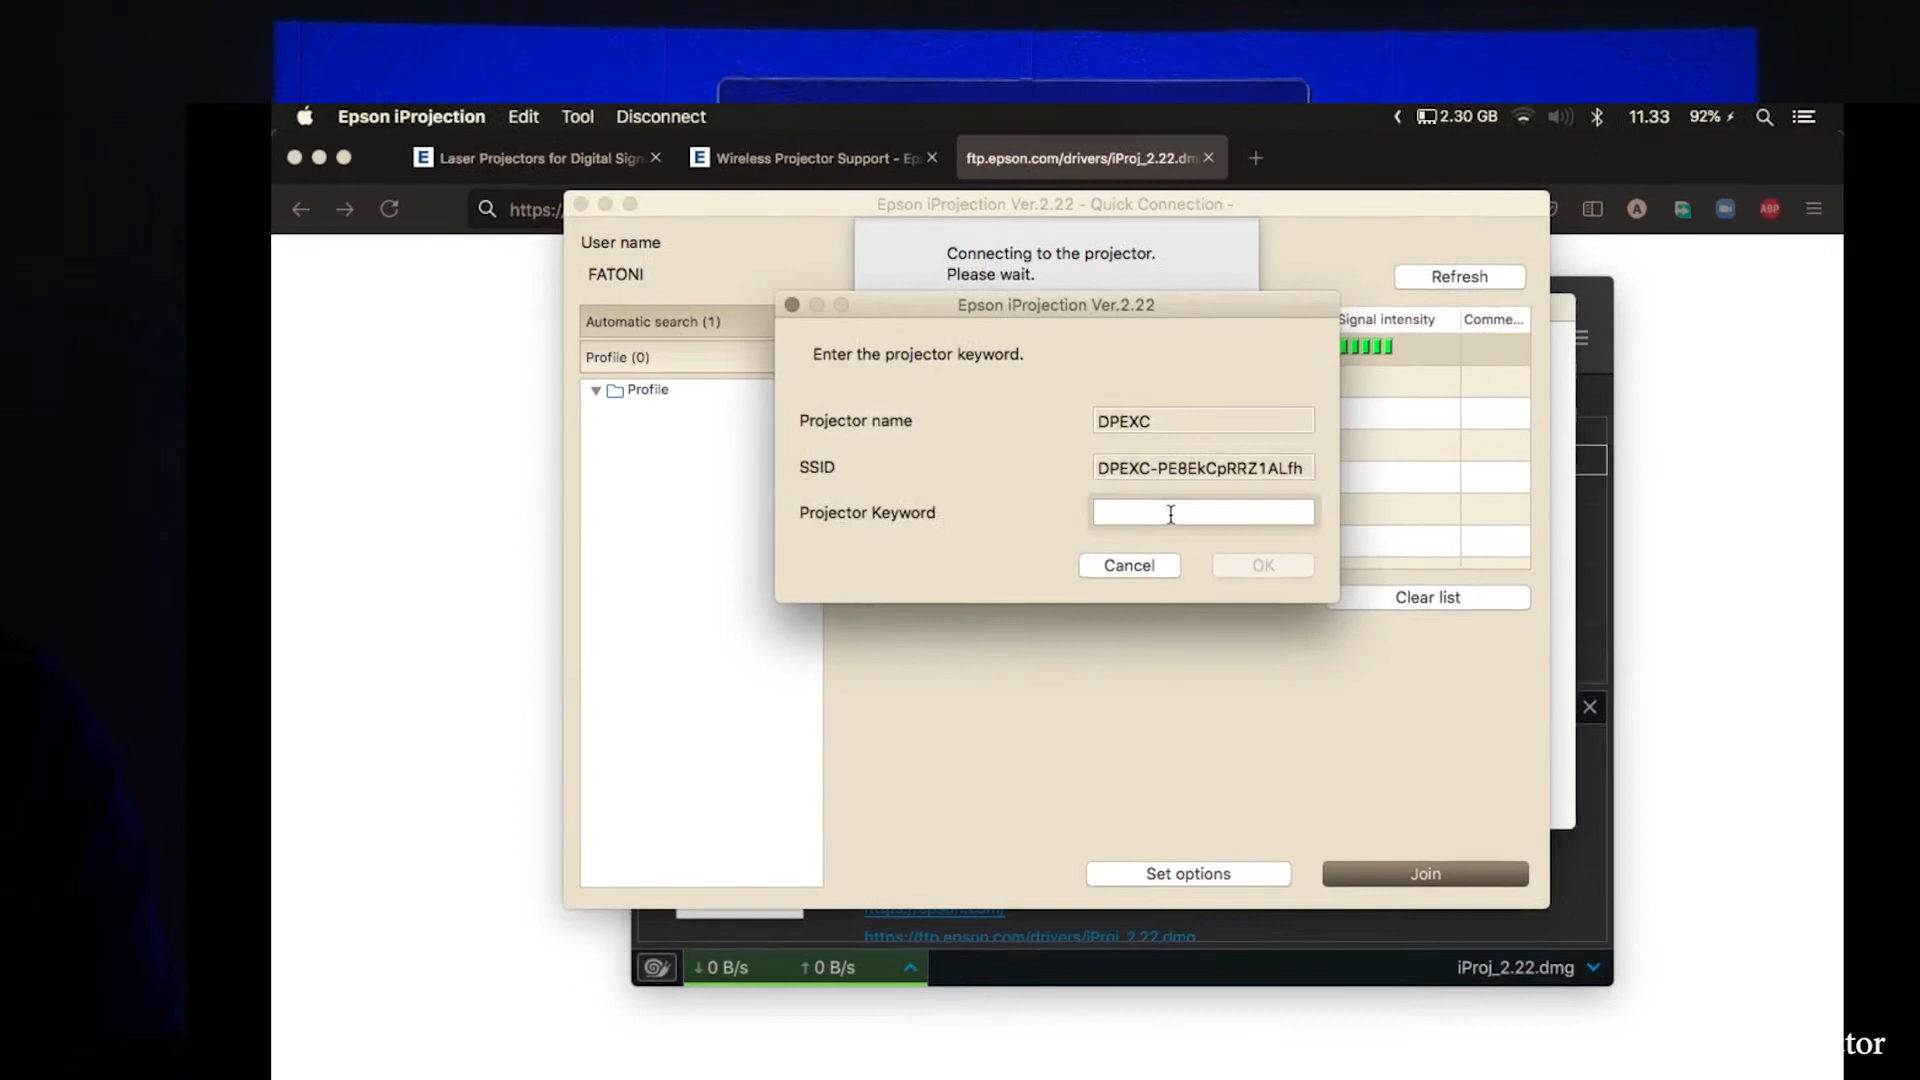 Epson iProjection Edit Tool Disconnect
2.30 GB 11.33 92%
Laser Projectors for Digital Sign
Wireless Projector Support - Ep
ftp.epson.com/drivers/iProj_2.22.dm
https:/
A
ABP
Epson iProjection Ver.2.22 - Quick Connection -
User name
FATONI
Connecting to the projector.
Please wait.
Refresh
Automatic search (1)
Profile (0)
Profile
Signal intensity
Comme...
Epson iProjection Ver.2.22
Enter the projector keyword.
Projector name
DPEXC
SSID
DPEXC-PE8EkCpRRZ1ALfh
Projector Keyword
Cancel
OK
Clear list
Set options
Join
https://epson.com/
https://ftp.epson.com/drivers/iProj_2.22.dmg
↓0 B/s
↑0 B/s
iProj_2.22.dmg
tor